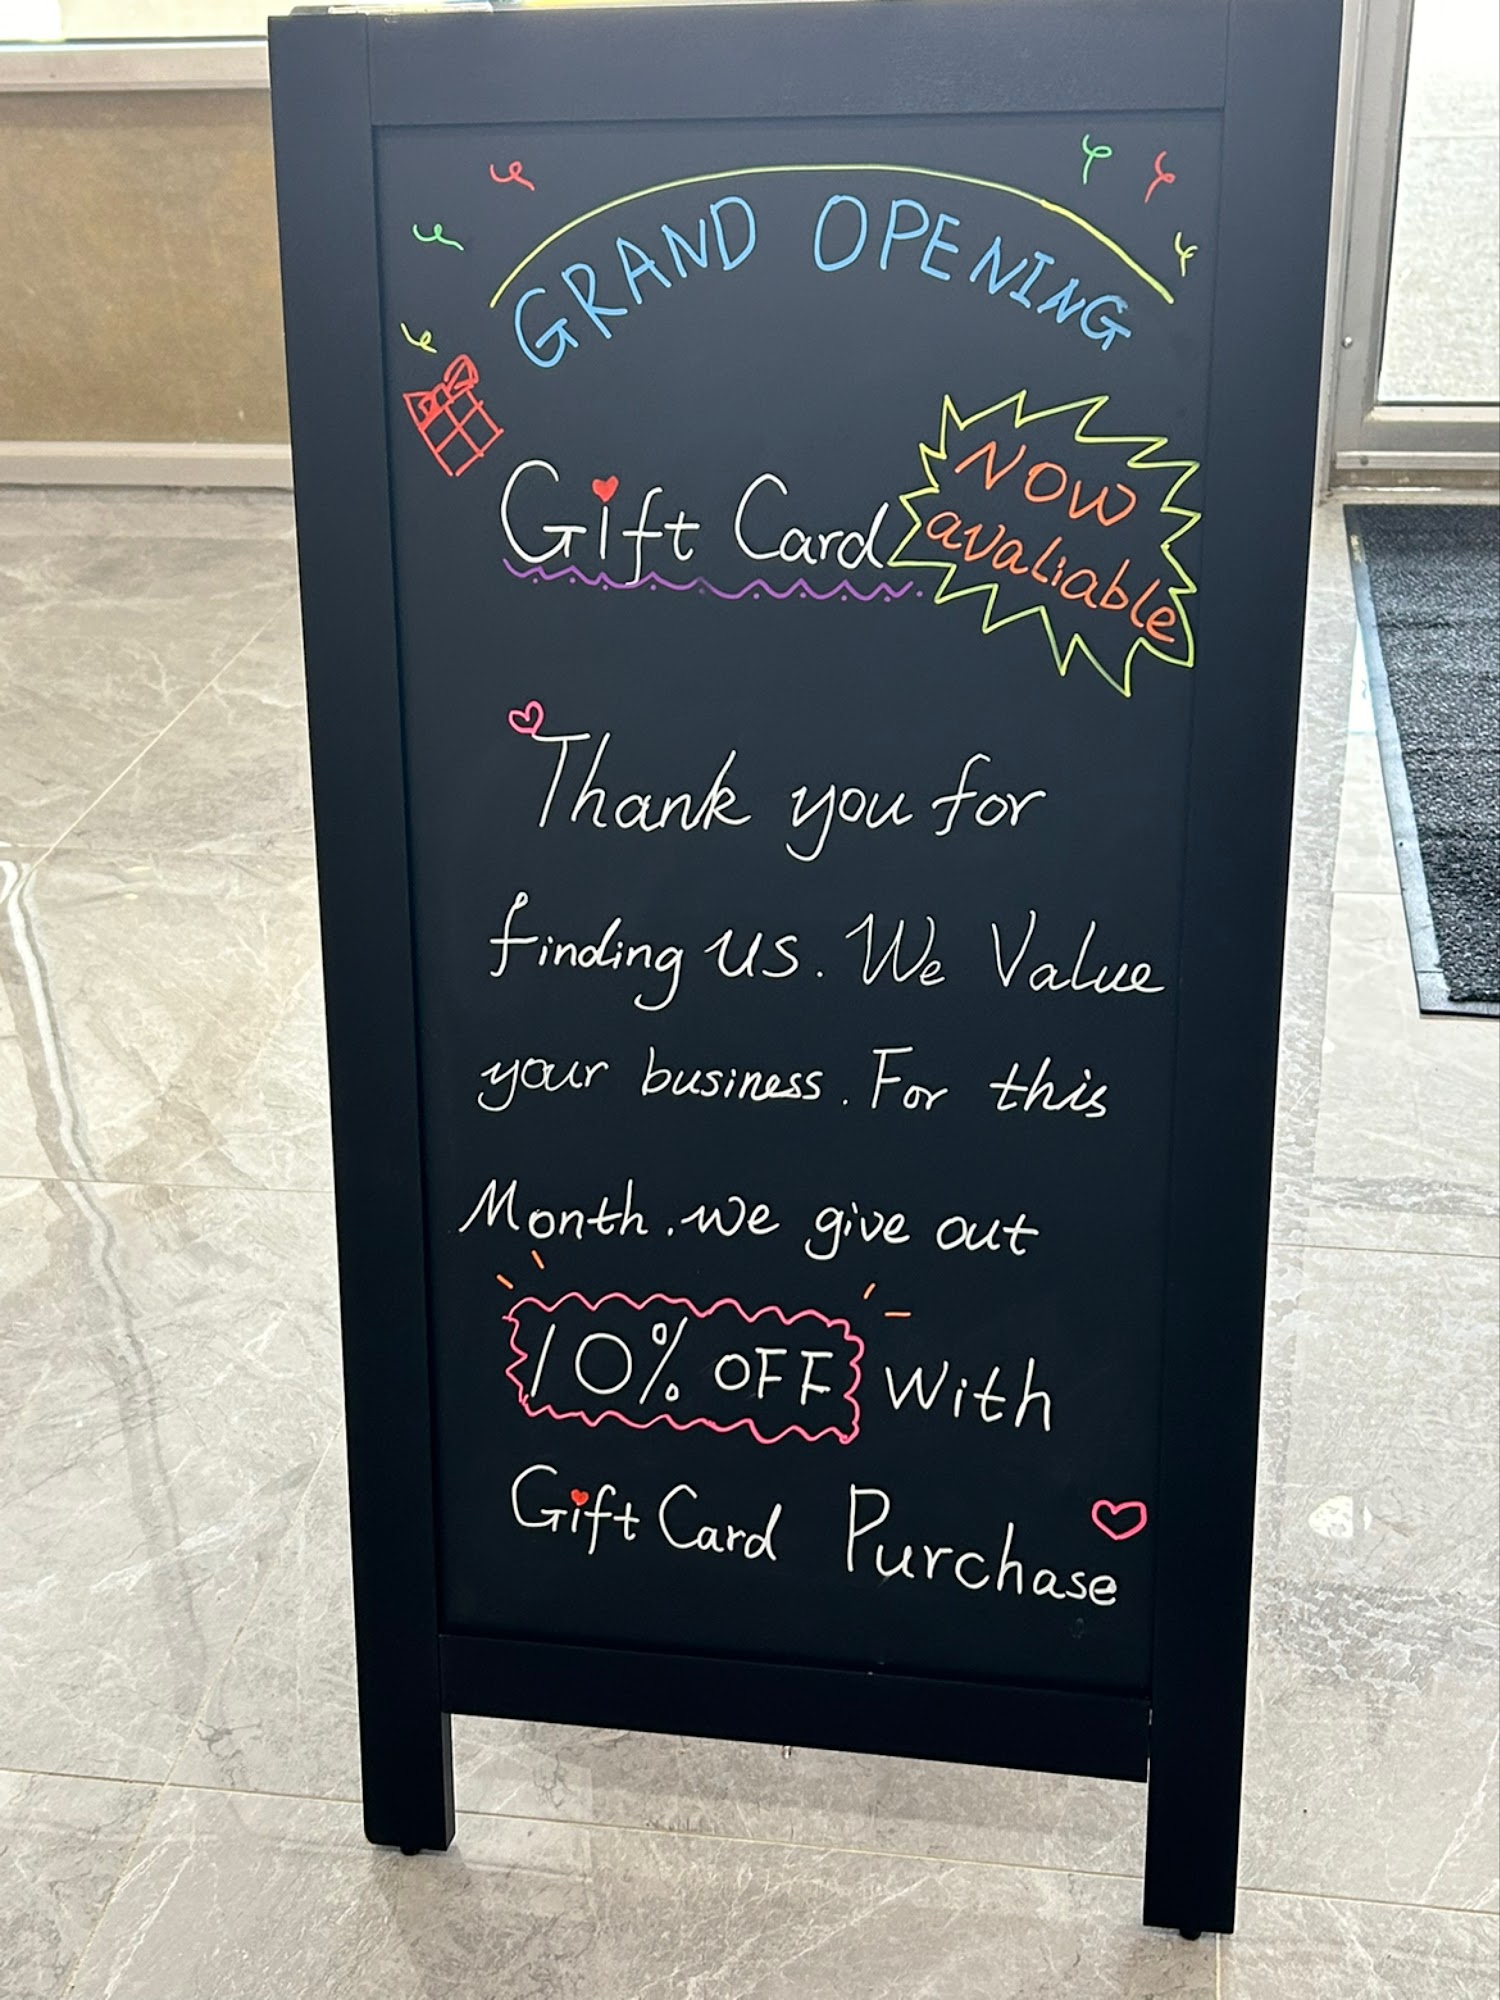 GRAND OPENING
Gift Card
NOW
avaliable
Thank you for
finding us. We Value
your business. For this
Month. we give out
10% OFF With
Gift Card Purchase